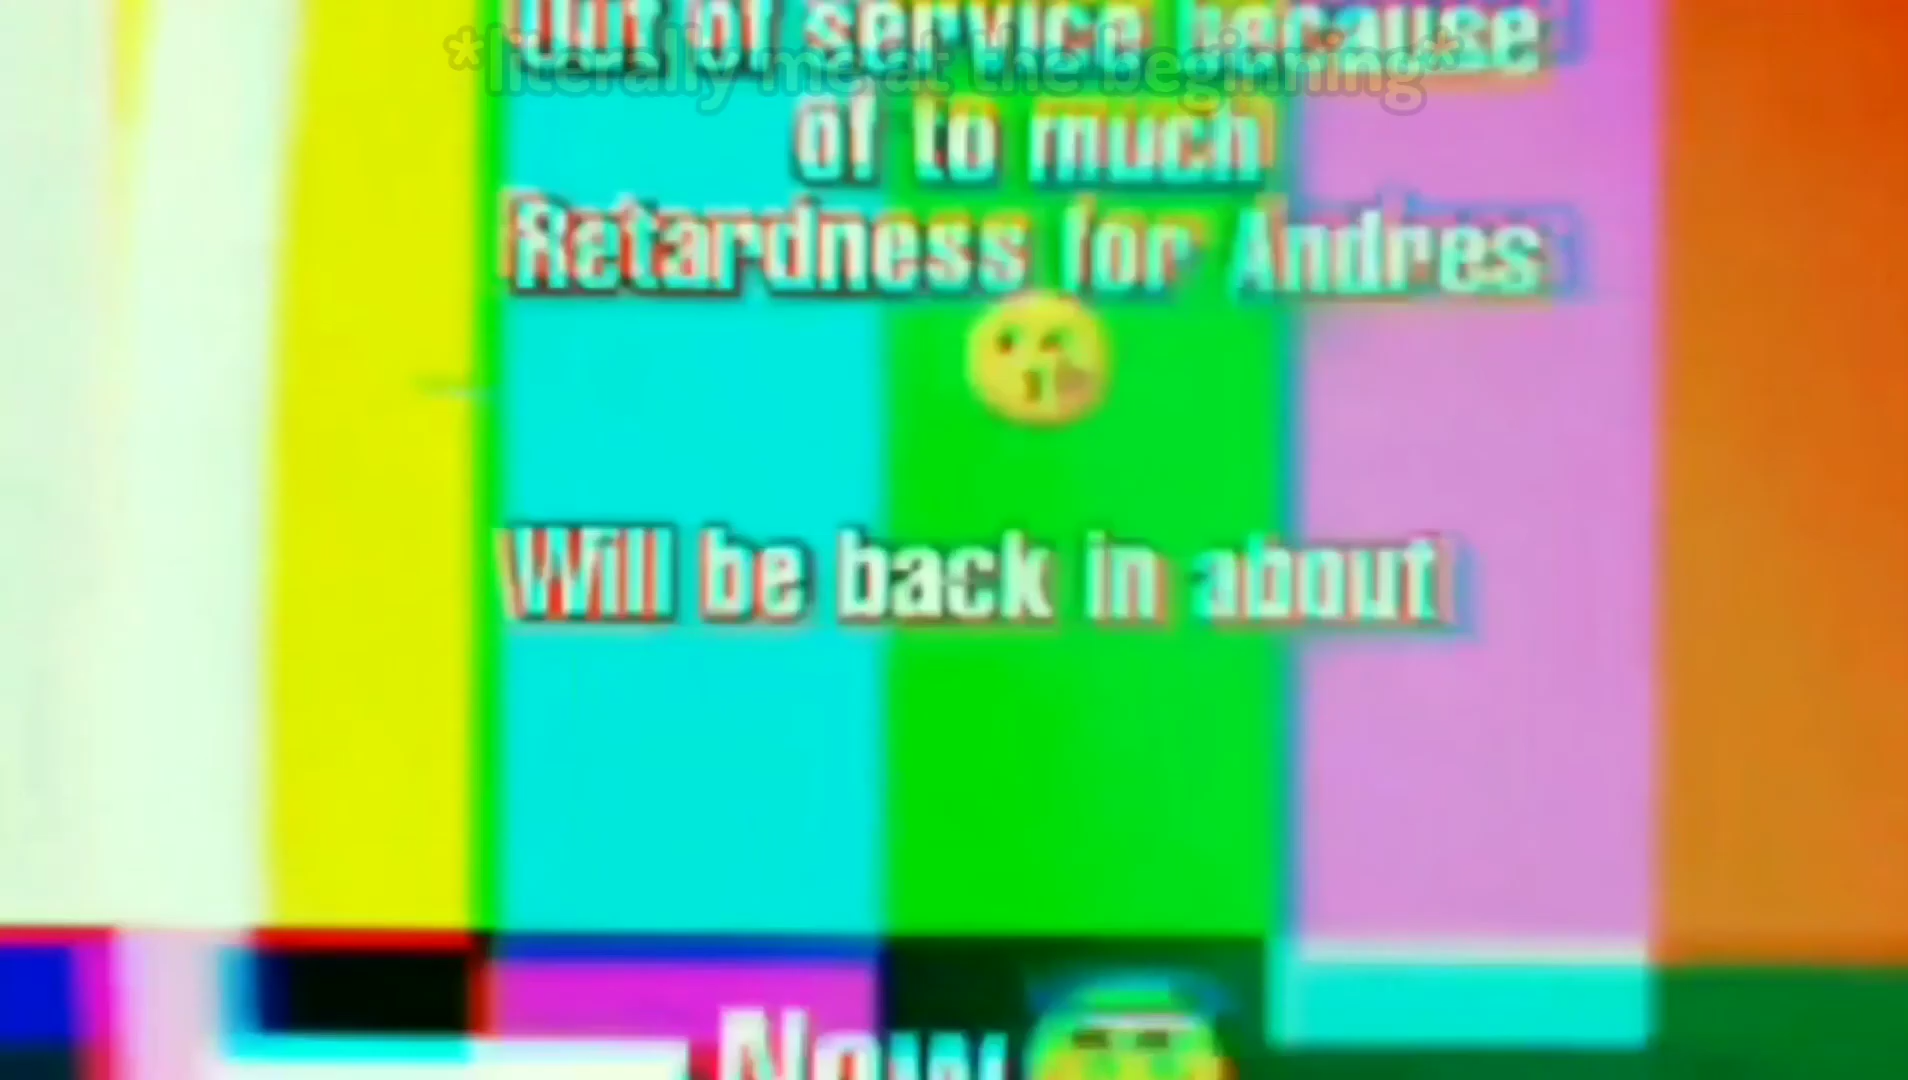 Out of service because
*literally me at the beginning*
of to much
Retardness for Andres
😘
Will be back in about
Now